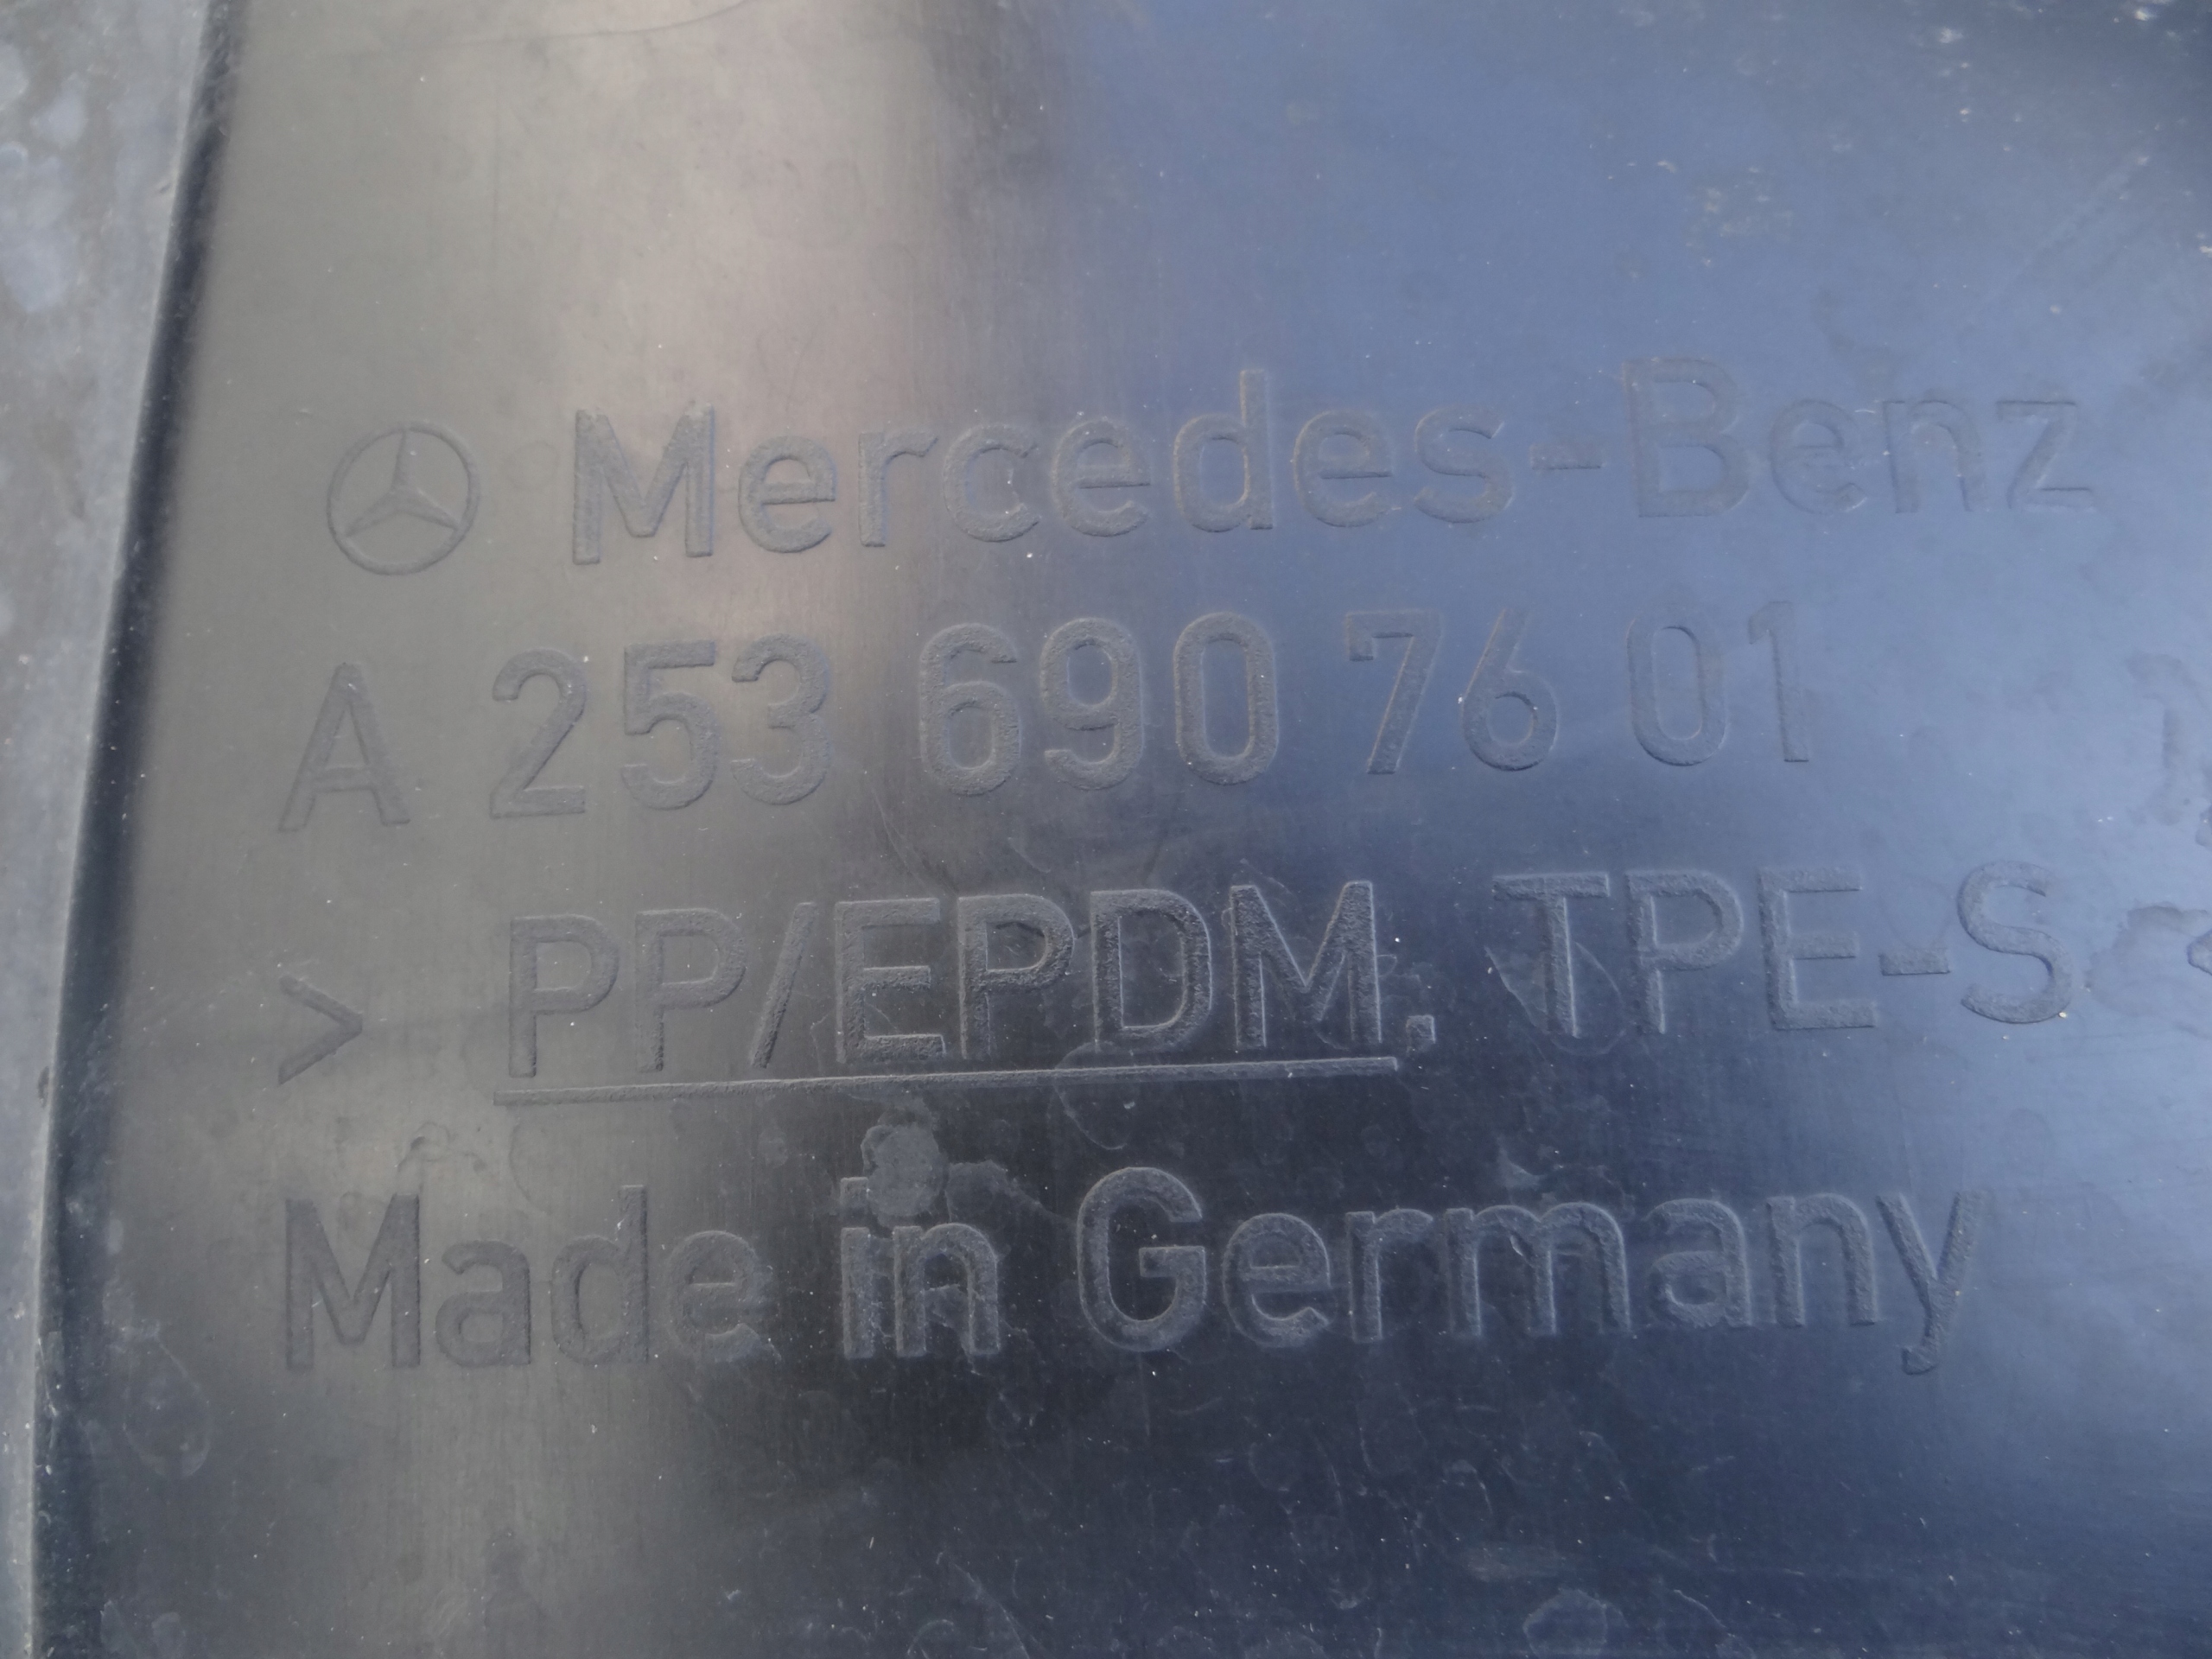 Mercedes-Benz
A 253 690 76 01
> PP/EPDM, TPE-S <
Made in Germany